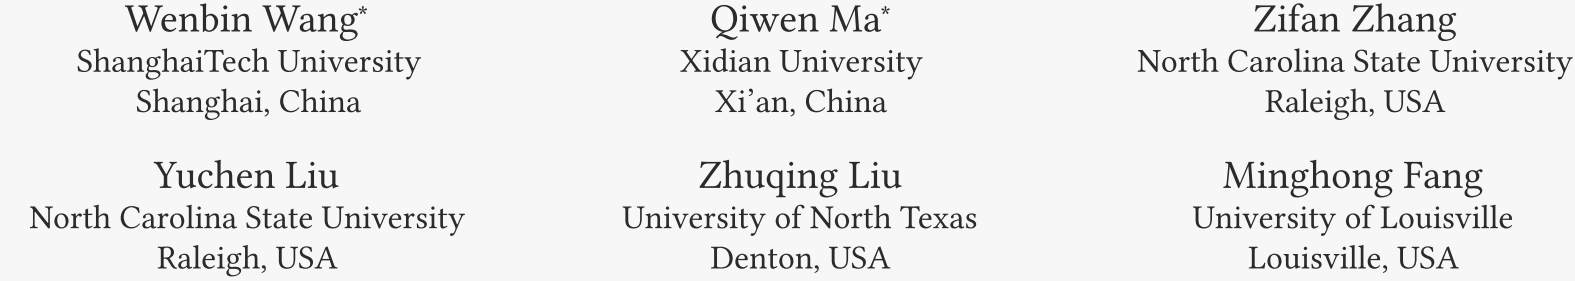 Wenbin Wang*
ShanghaiTech University
Shanghai, China
Qiwen Ma*
Xidian University
Xi’an, China
Zifan Zhang
North Carolina State University
Raleigh, USA
Yuchen Liu
North Carolina State University
Raleigh, USA
Zhuqing Liu
University of North Texas
Denton, USA
Minghong Fang
University of Louisville
Louisville, USA